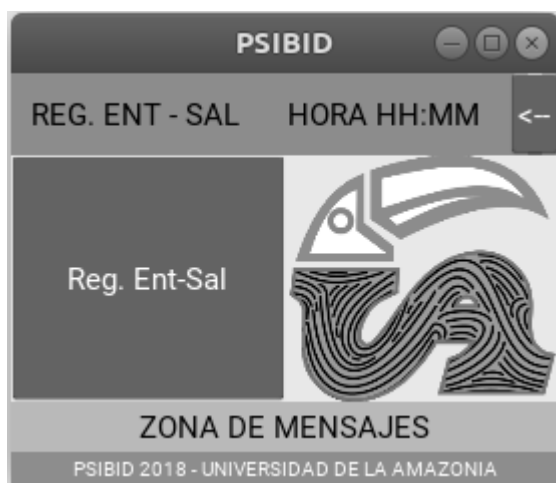 PSIBID
REG. ENT - SAL HORA HH:MM <--
Reg. Ent-Sal
ZONA DE MENSAJES
PSIBID 2018 - UNIVERSIDAD DE LA AMAZONIA